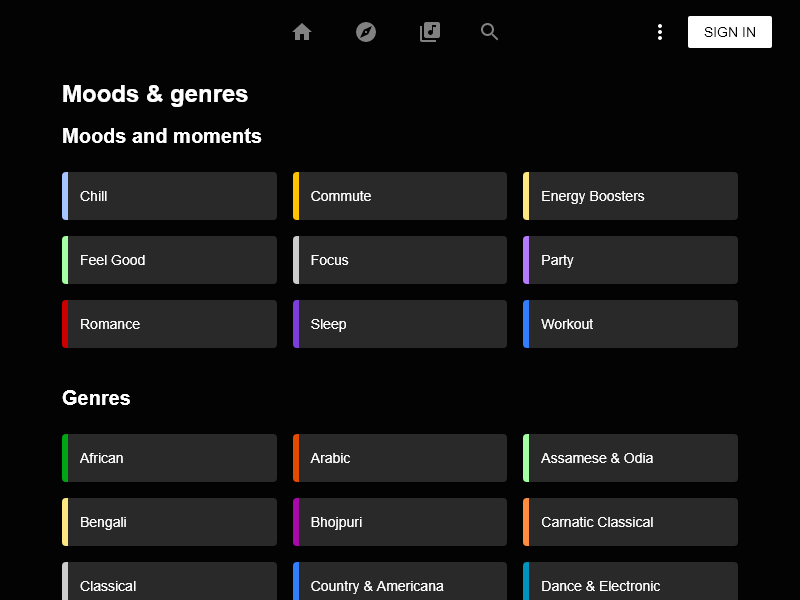 SIGN IN
Moods & genres
Moods and moments
Chill
Commute
Energy Boosters
Feel Good
Focus
Party
Romance
Sleep
Workout
Genres
African
Arabic
Assamese & Odia
Bengali
Bhojpuri
Carnatic Classical
Classical
Country & Americana
Dance & Electronic